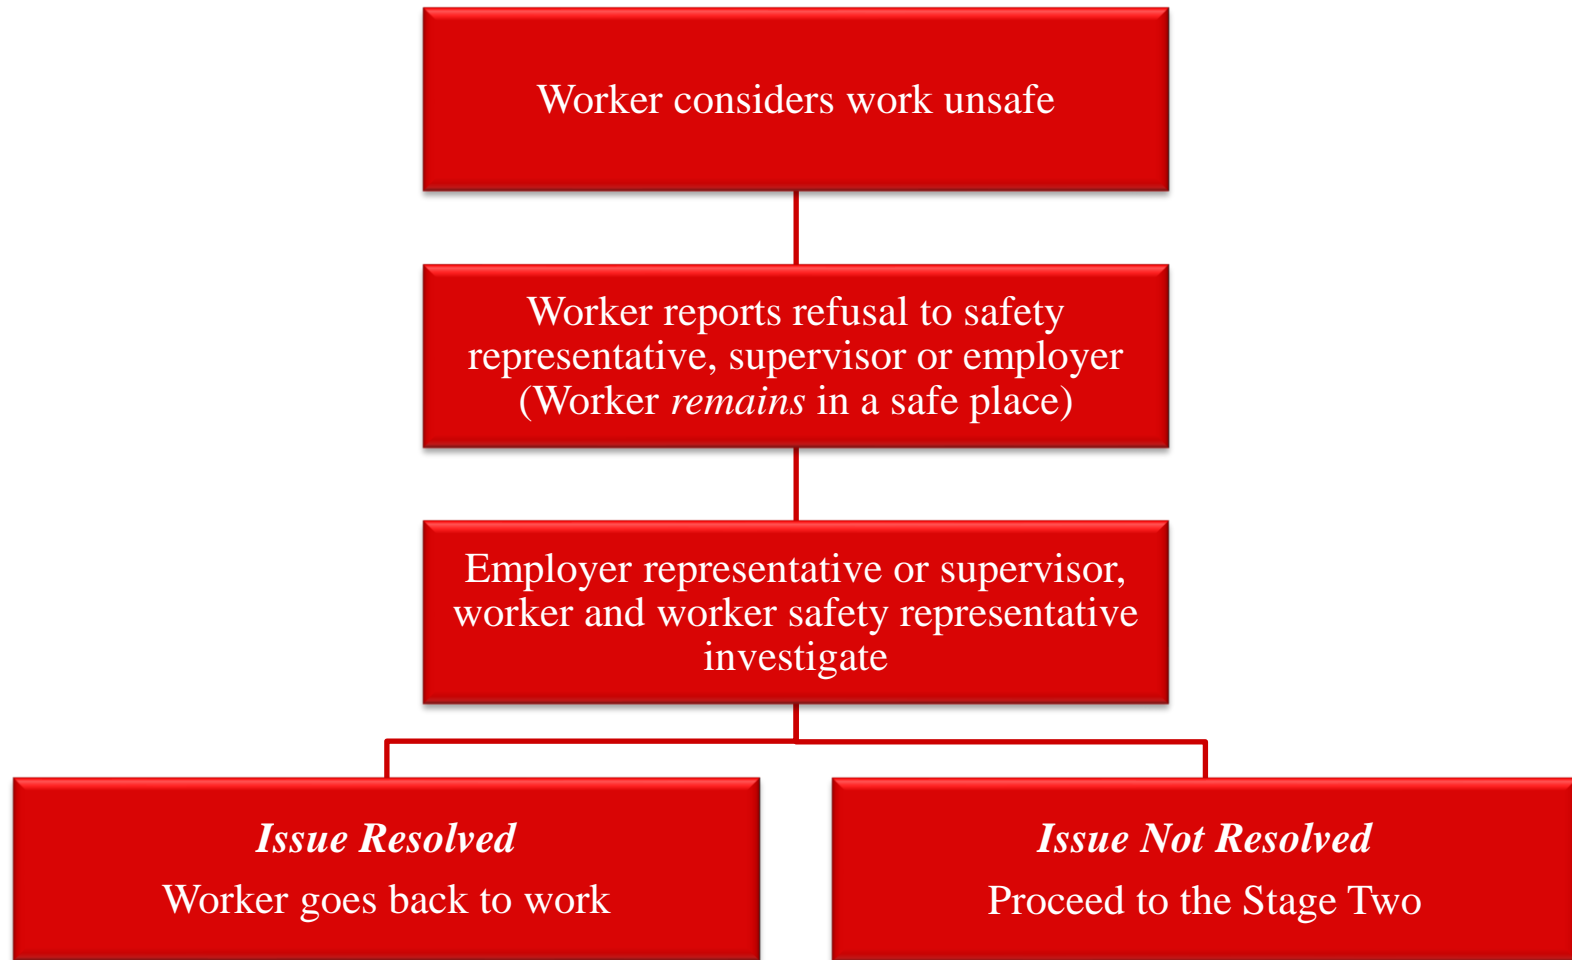 Worker considers work unsafe
Worker reports refusal to safety
representative, supervisor or employer
(Worker remains in a safe place)
Employer representative or supervisor,
worker and worker safety representative
investigate
Issue Resolved
Worker goes back to work
Issue Not Resolved
Proceed to the Stage Two